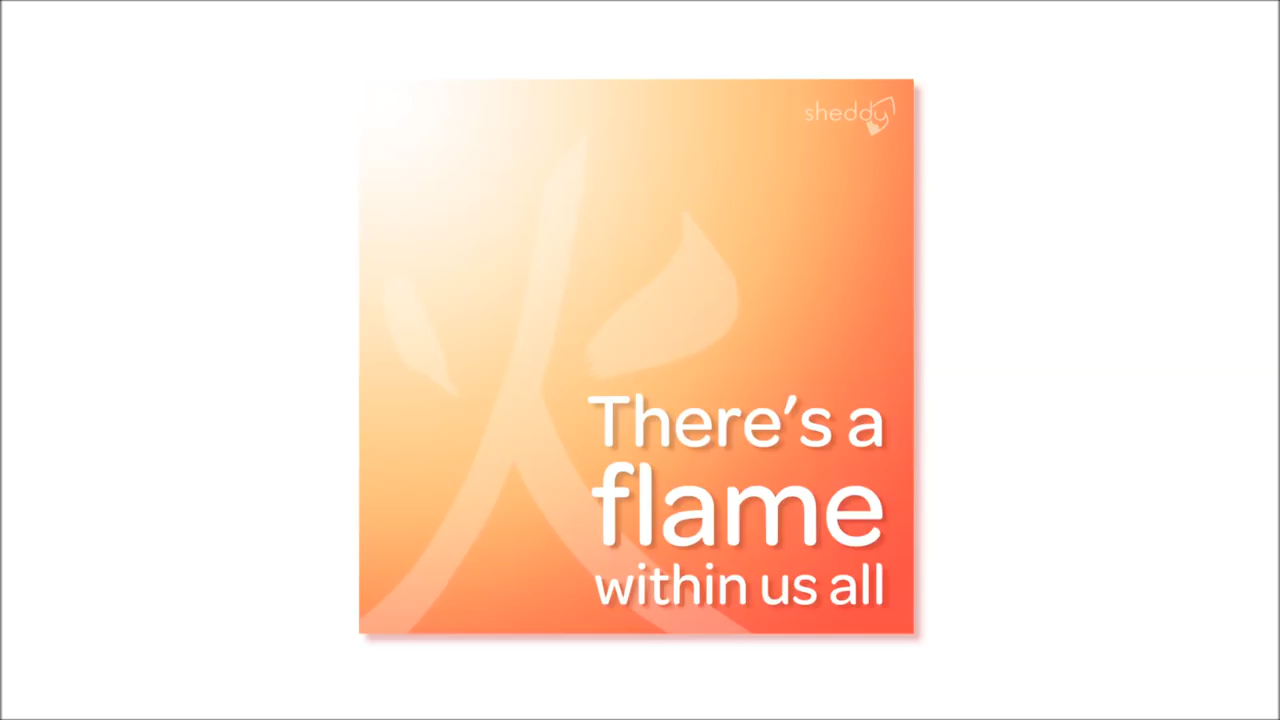 sheddy
火
There's a
flame
within us all